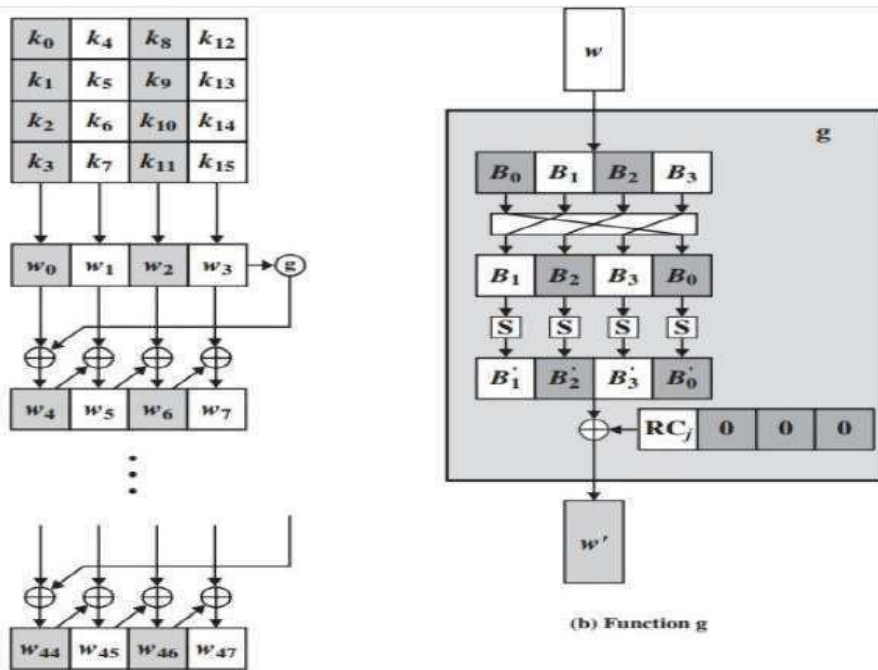 k0 k4 k8 k12
k1 k5 k9 k13
k2 k6 k10 k14
k3 k7 k11 k15
w0 w1 w2 w3 g
w4 w5 w6 w7
w44 w45 w46 w47
w
g
B0 B1 B2 B3
B1 B2 B3 B0
S S S S
B'1 B'2 B'3 B'0
RCj 0 0 0
w'
(b) Function g